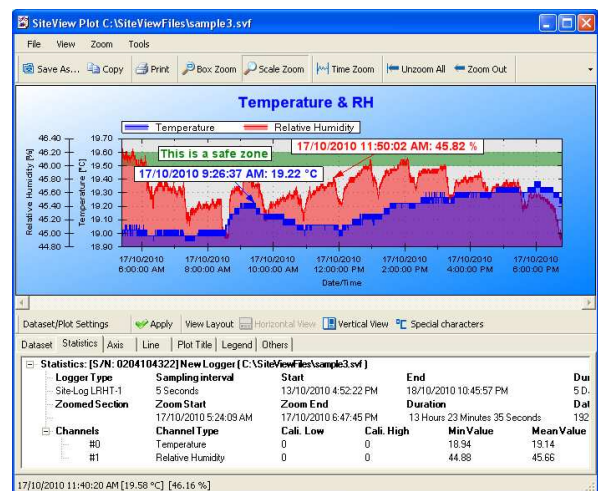 SiteView Plot C:\SiteViewFiles\sample3.svf
File View Zoom Tools
Save As... Copy Print Box Zoom Scale Zoom Time Zoom Unzoom All Zoom Out
Temperature & RH
Temperature Relative Humidity
Relative Humidity [%]
46.40
46.20
46.00
45.80
45.60
45.40
45.20
45.00
44.80
Temperature [°C]
19.70
19.60
19.50
19.40
19.30
19.20
19.10
19.00
18.90
This is a safe zone
17/10/2010 11:50:02 AM: 45.82 %
17/10/2010 9:26:37 AM: 19.22 °C
17/10/2010 17/10/2010 17/10/2010 17/10/2010 17/10/2010 17/10/2010 17/10/2010
6:00:00 AM 8:00:00 AM 10:00:00 AM 12:00:00 PM 2:00:00 PM 4:00:00 PM 6:00:00 PM
Date/Time
Dataset/Plot Settings Apply View Layout Horizontal View Vertical View °C Special characters
Dataset Statistics Axis Line Plot Title Legend Others
Statistics: [S/N: 0204104322] New Logger [ C:\SiteViewFiles\sample3.svf ]
Logger Type Sampling interval Start End Du
Site-Log LRHT-1 5 Seconds 13/10/2010 4:52:22 PM 18/10/2010 10:45:57 PM 5 D
Zoomed Section Zoom Start Zoom End Duration Dat
17/10/2010 5:24:09 AM 17/10/2010 6:47:45 PM 13 Hours 23 Minutes 35 Seconds 192
Channels Channel Type Cali. Low Cali. High Min Value Mean Value
#0 Temperature 0 0 18.94 19.14
#1 Relative Humidity 0 0 44.88 45.66
17/10/2010 11:40:20 AM [19.58 °C] [46.16 %]